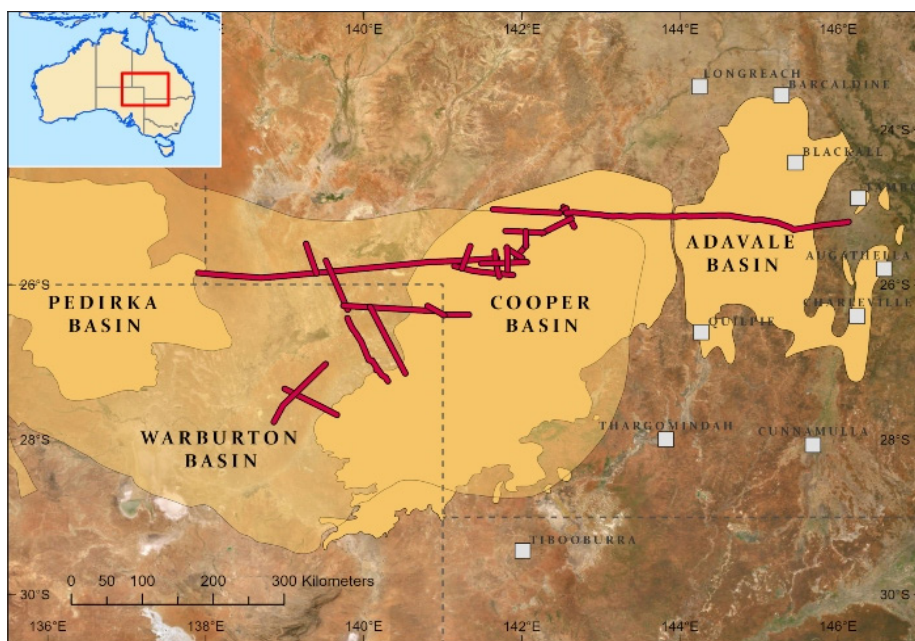 140°E
142°E
144°E
146°E
LONGREACH
BARCALDINE
24°S
BLACKALL
ADAVALE
BASIN
AUGATHELLA
26°S
26°S
PEDIRKA
BASIN
COOPER
BASIN
CHARLEVILLE
QUILPIE
WARBURTON
BASIN
THARGOMINDAH
CUNNAMULLA
28°S
28°S
TIBOOBURRA
0 50 100 200 300 Kilometers
30°S
30°S
136°E
138°E
140°E
142°E
144°E
146°E